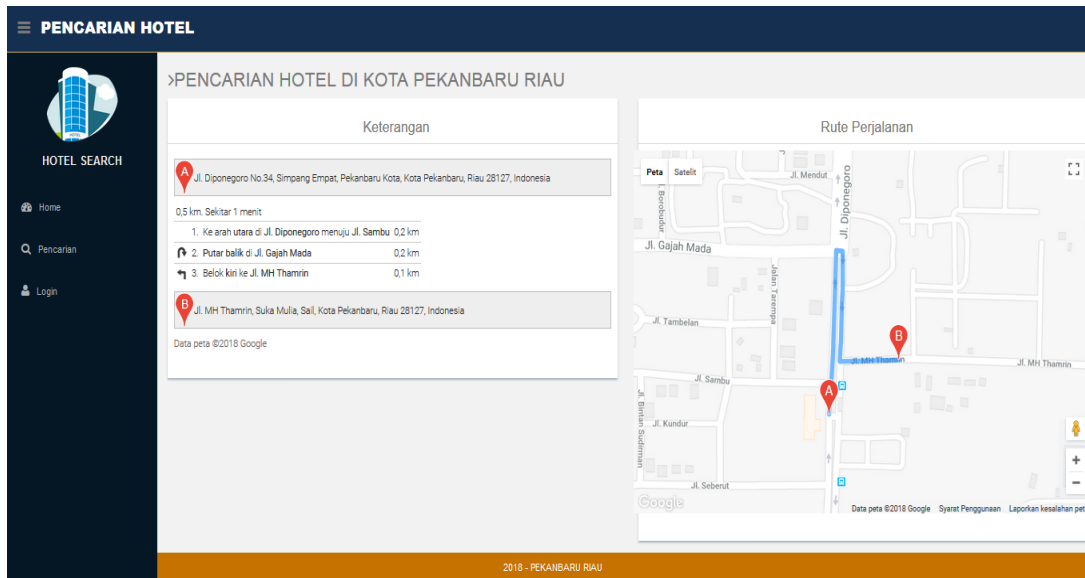 PENCARIAN HOTEL
HOTEL
HOTEL SEARCH
Home
Pencarian
Login
>PENCARIAN HOTEL DI KOTA PEKANBARU RIAU
Keterangan
A
Jl. Diponegoro No.34, Simpang Empat, Pekanbaru Kota, Kota Pekanbaru, Riau 28127, Indonesia
0,5 km. Sekitar 1 menit
1. Ke arah utara di Jl. Diponegoro menuju Jl. Sambu 0,2 km
2. Putar balik di Jl. Gajah Mada 0,2 km
3. Belok kiri ke Jl. MH Thamrin 0,1 km
B
Jl. MH Thamrin, Suka Mulia, Sail, Kota Pekanbaru, Riau 28127, Indonesia
Data peta ©2018 Google
Rute Perjalanan
Peta Satelit
Jl. Mendut
Jl. Borobudur
Jl. Diponegoro
Jl. Gajah Mada
Jalan Tarempa
Jl. Tambelan
B
Jl. MH Thamrin
Jl. MH Thamrin
Jl. Sambu
A
Jl. Bintan Sudirman
Jl. Kundur
Jl. Seberut
+
−
Google
Data peta ©2018 Google Syarat Penggunaan Laporkan kesalahan pet
2018 - PEKANBARU RIAU